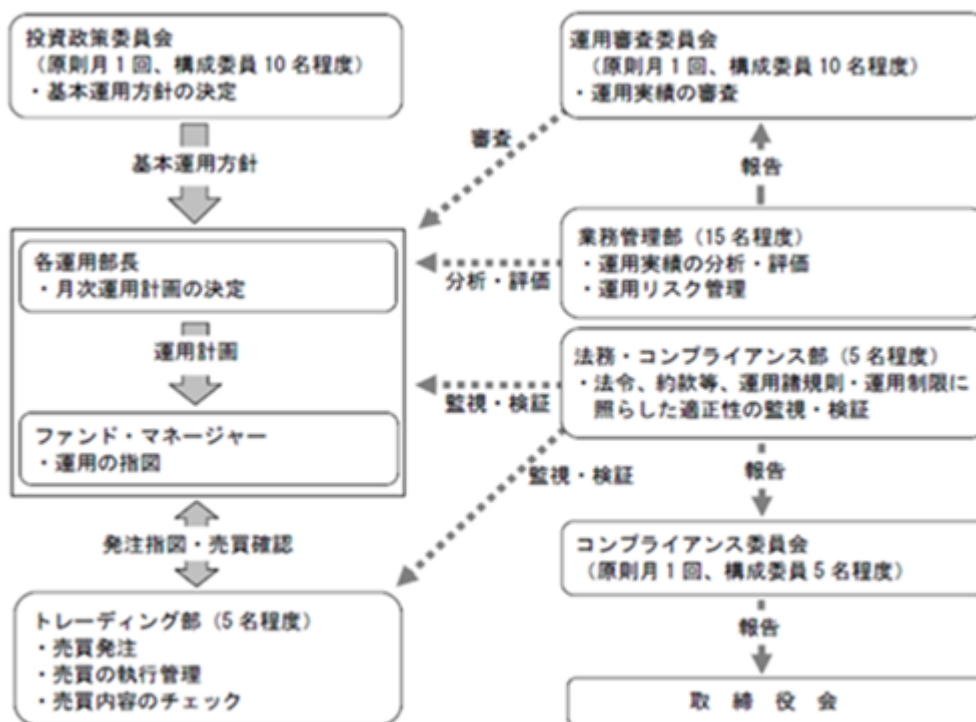 投資政策委員会
（原則月1回、構成委員10名程度）
・基本運用方針の決定
基本運用方針
各運用部長
・月次運用計画の決定
運用計画
ファンド・マネージャー
・運用の指図
発注指図・売買確認
トレーディング部（5名程度）
・売買発注
・売買の執行管理
・売買内容のチェック
運用審査委員会
（原則月1回、構成委員10名程度）
・運用実績の審査
審査
報告
業務管理部（15名程度）
・運用実績の分析・評価
・運用リスク管理
分析・評価
法務・コンプライアンス部（5名程度）
・法令、約款等、運用諸規則・運用制限に
照らした適正性の監視・検証
監視・検証
監視・検証
報告
コンプライアンス委員会
（原則月1回、構成委員5名程度）
報告
取締役会